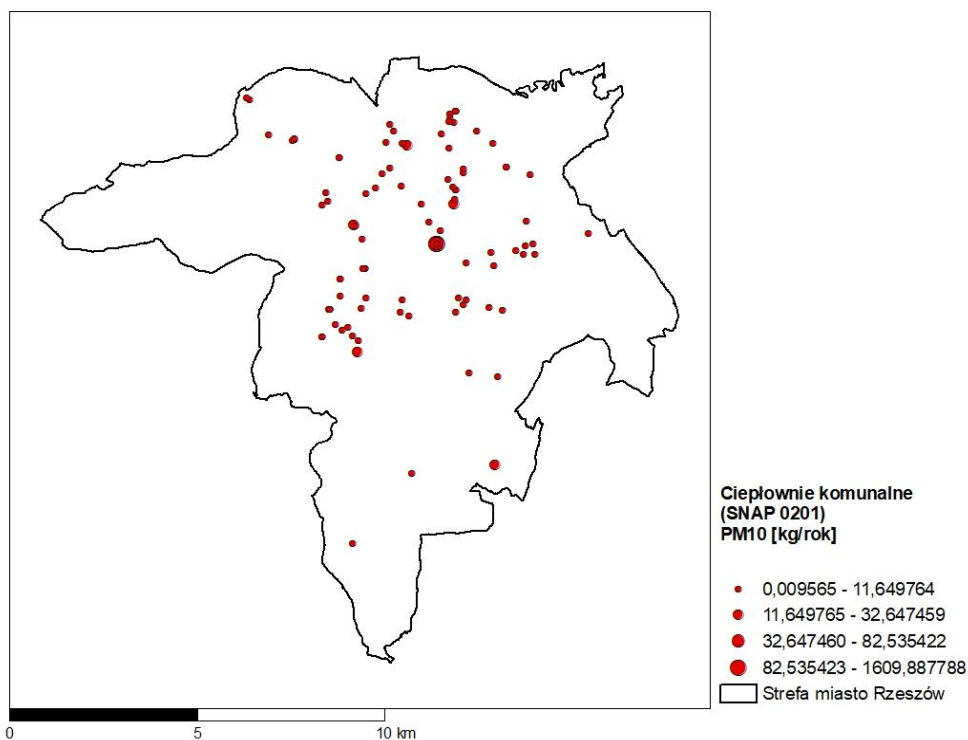 Ciepłownie komunalne
(SNAP 0201)
PM10 [kg/rok]
0,009565 - 11,649764
11,649765 - 32,647459
32,647460 - 82,535422
82,535423 - 1609,887788
Strefa miasto Rzeszów
0 5 10 km